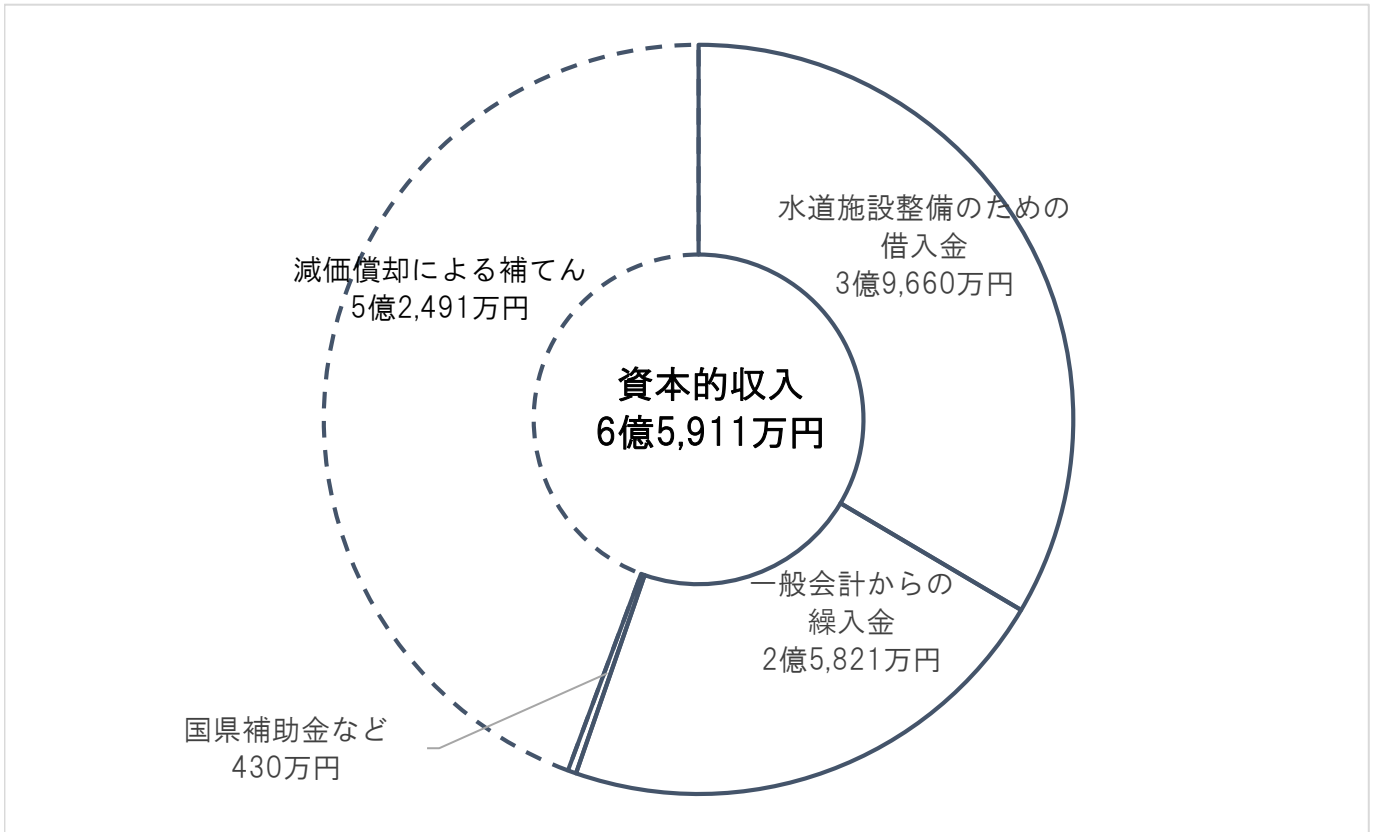 水道施設整備のための
借入金
3億9,660万円
減価償却による補てん
5億2,491万円
資本的収入
6億5,911万円
一般会計からの
繰入金
2億5,821万円
国県補助金など
430万円